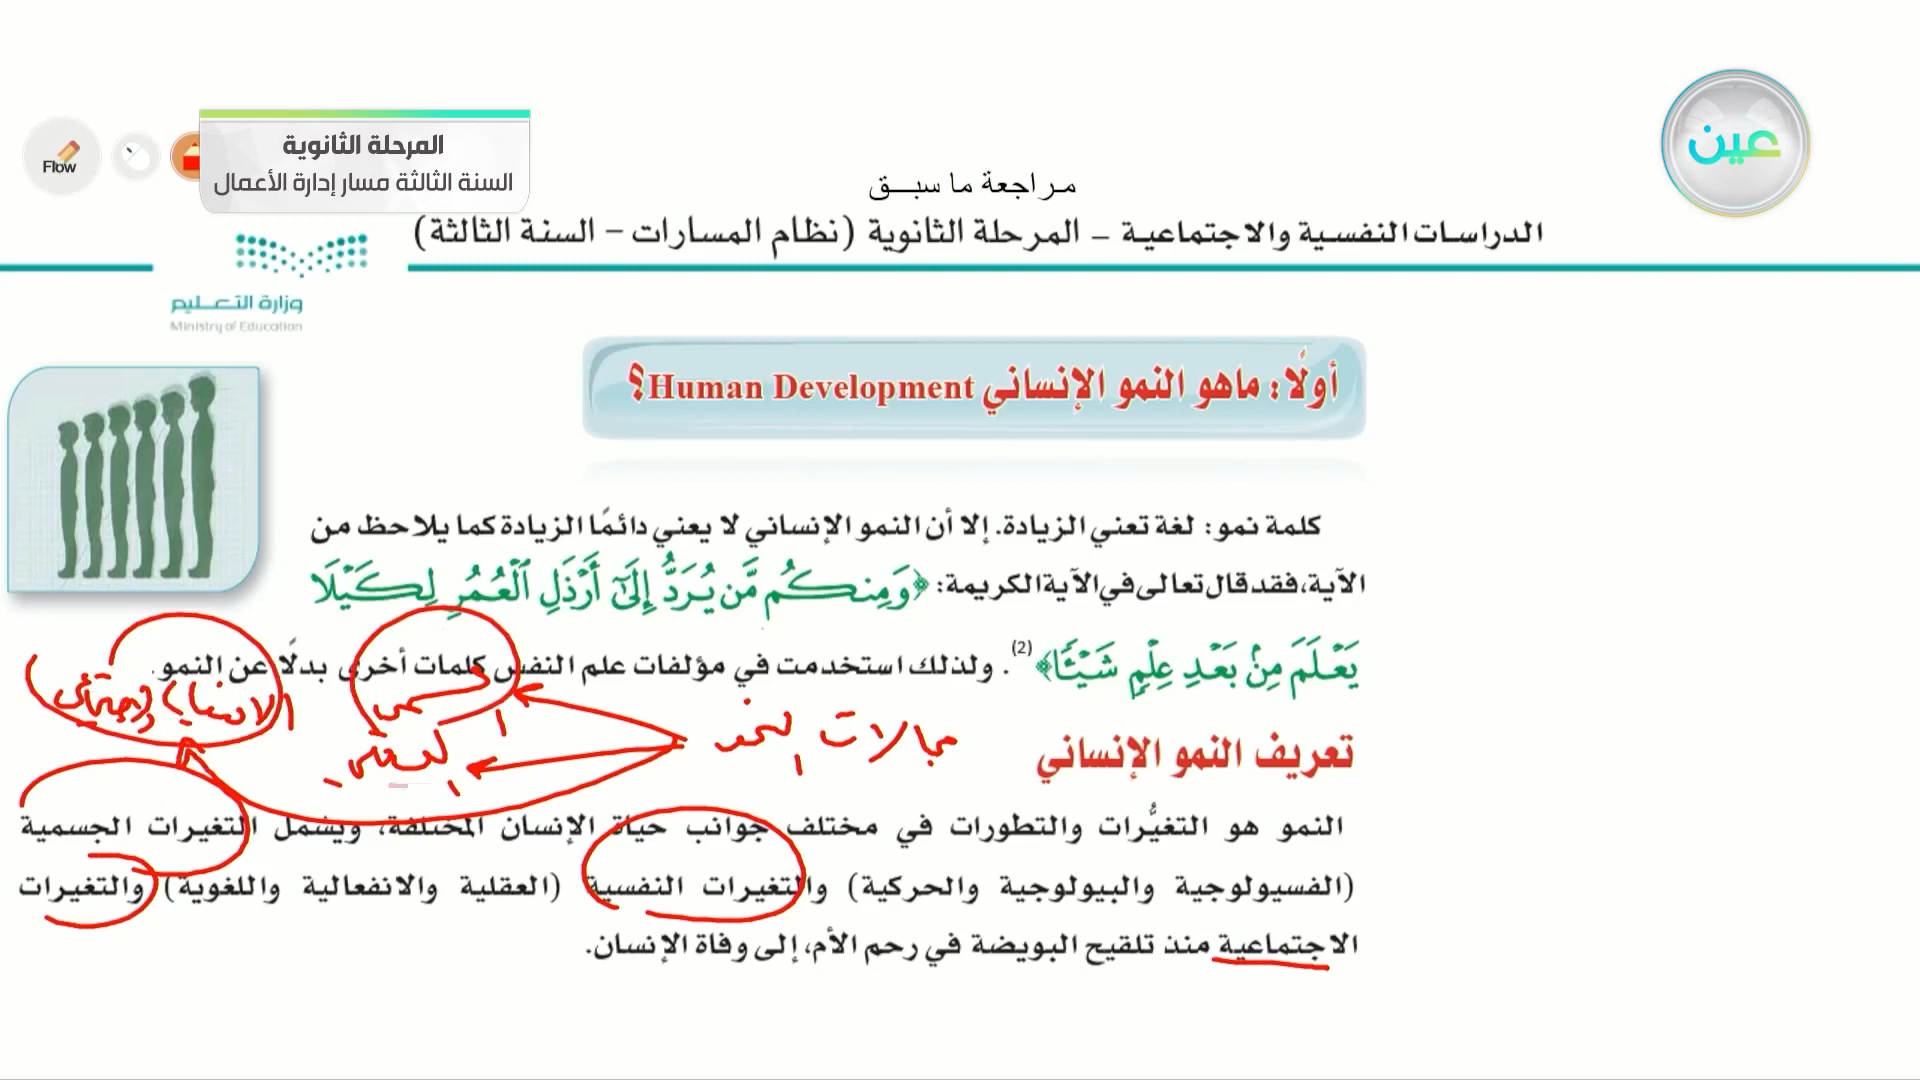 عين
المرحلة الثانوية
السنة الثالثة مسار إدارة الأعمال
Flow
مراجعة ما سبق
الدراسات النفسية والاجتماعية – المرحلة الثانوية (نظام المسارات – السنة الثالثة)
وزارة التعليم
Ministry of Education
أولًا: ماهو النمو الإنساني Human Development؟
كلمة نمو: لغة تعني الزيادة. إلا أن النمو الإنساني لا يعني دائمًا الزيادة كما يلاحظ من
الآية، فقد قال تعالى في الآية الكريمة: ﴿وَمِنكُم مَّن يُرَدُّ إِلَىٰٓ أَرْذَلِ ٱلْعُمُرِ لِكَيْلَا
يَعْلَمَ مِنۢ بَعْدِ عِلْمٍ شَيْـًٔا﴾(2). ولذلك استخدمت في مؤلفات علم النفس كلمات أخرى بدلًا عن النمو.
مجالات النمو
تعريف النمو الإنساني
النمو هو التغيُّرات والتطورات في مختلف جوانب حياة الإنسان المختلفة، ويشمل التغيرات الجسمية
(الفسيولوجية والبيولوجية والحركية) والتغيرات النفسية (العقلية والانفعالية واللغوية) والتغيرات
الاجتماعية منذ تلقيح البويضة في رحم الأم، إلى وفاة الإنسان.